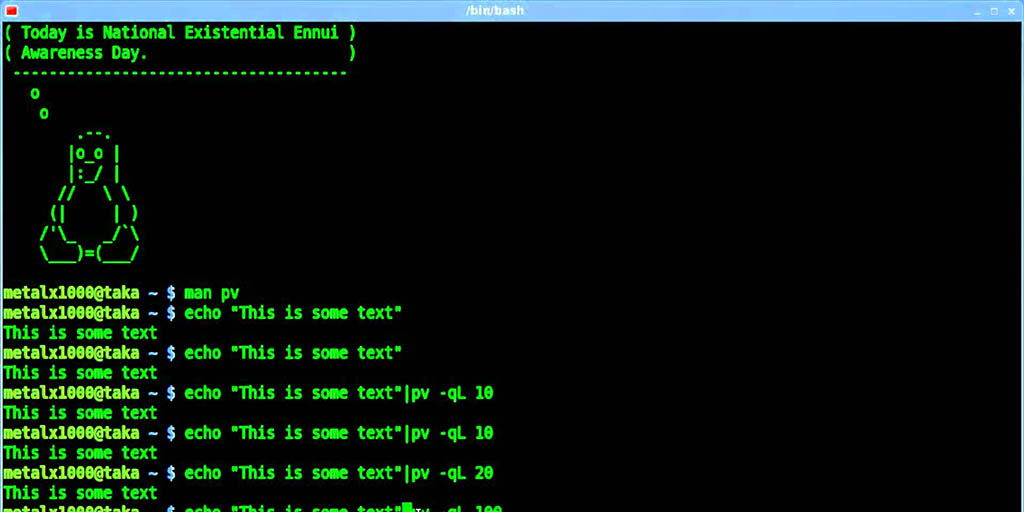 /bin/bash
( Today is National Existential Ennui )
( Awareness Day.                      )
 -------------------------------------
   o
    o
        .--.
       |o_o |
       |:_/ |
      //   \ \
     (|     | )
    /'\_   _/`\
    \___)=(___/
metalx1000@taka ~ $ man pv
metalx1000@taka ~ $ echo "This is some text"
This is some text
metalx1000@taka ~ $ echo "This is some text"
This is some text
metalx1000@taka ~ $ echo "This is some text"|pv -qL 10
This is some text
metalx1000@taka ~ $ echo "This is some text"|pv -qL 10
This is some text
metalx1000@taka ~ $ echo "This is some text"|pv -qL 20
This is some text
metalx1000@taka ~ $ echo "This is some text" pv -qL 100